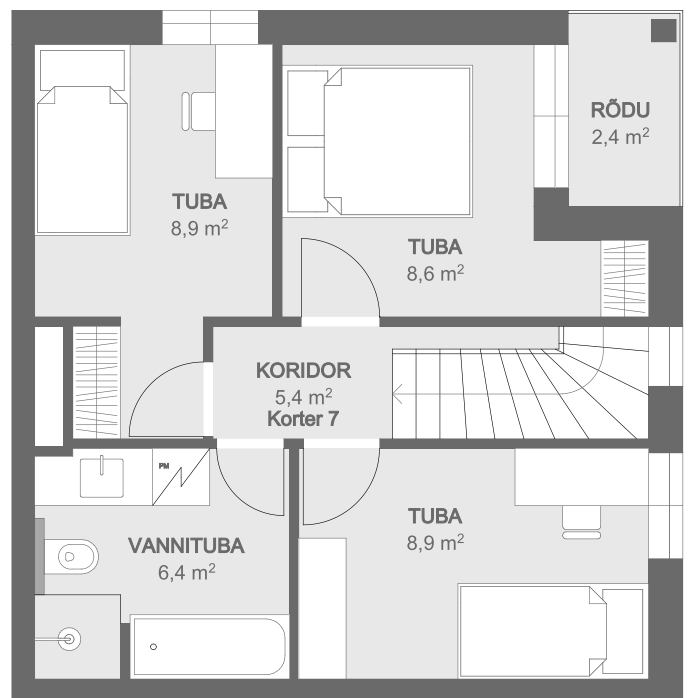 RÕDU
2,4 m²
TUBA
8,9 m²
TUBA
8,6 m²
KORIDOR
5,4 m²
Korter 7
PM
TUBA
8,9 m²
VANNITUBA
6,4 m²